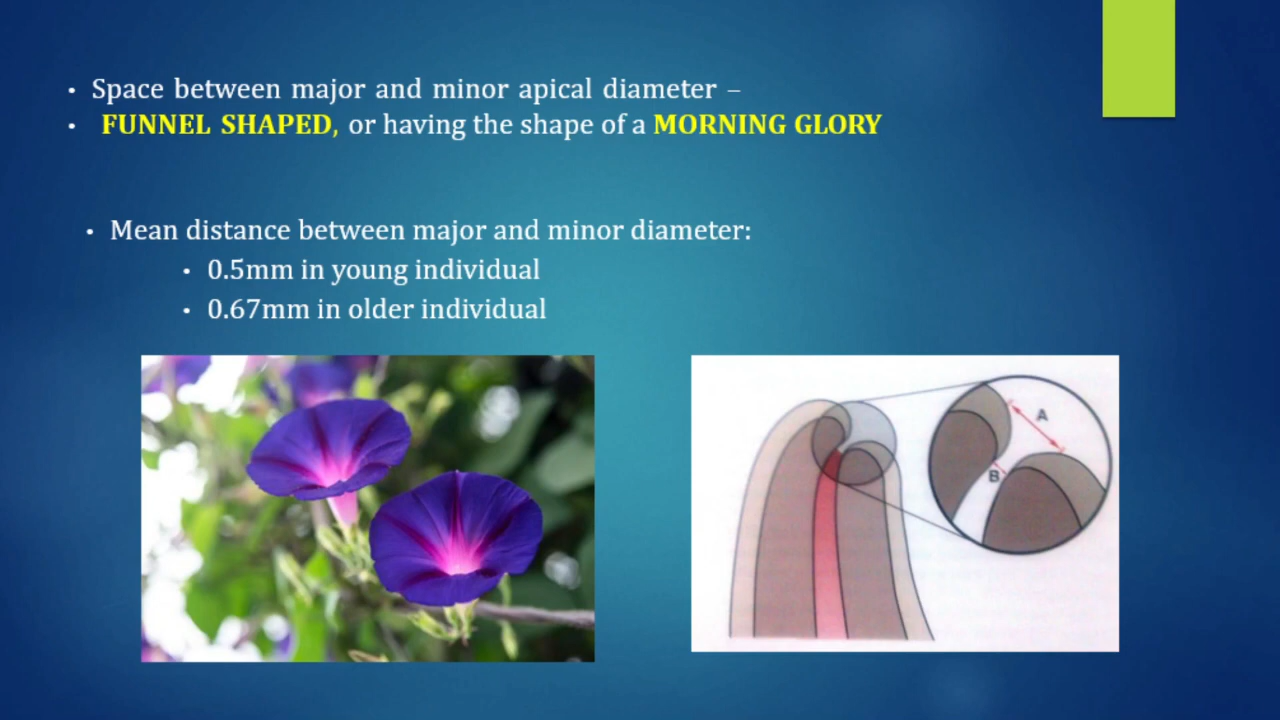 • Space between major and minor apical diameter –
• FUNNEL SHAPED, or having the shape of a MORNING GLORY
• Mean distance between major and minor diameter:
• 0.5mm in young individual
• 0.67mm in older individual
A
B